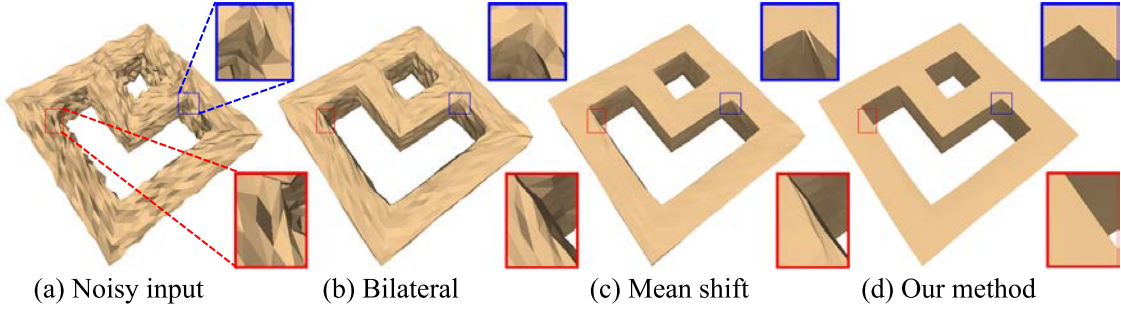 (a) Noisy input
(b) Bilateral
(c) Mean shift
(d) Our method